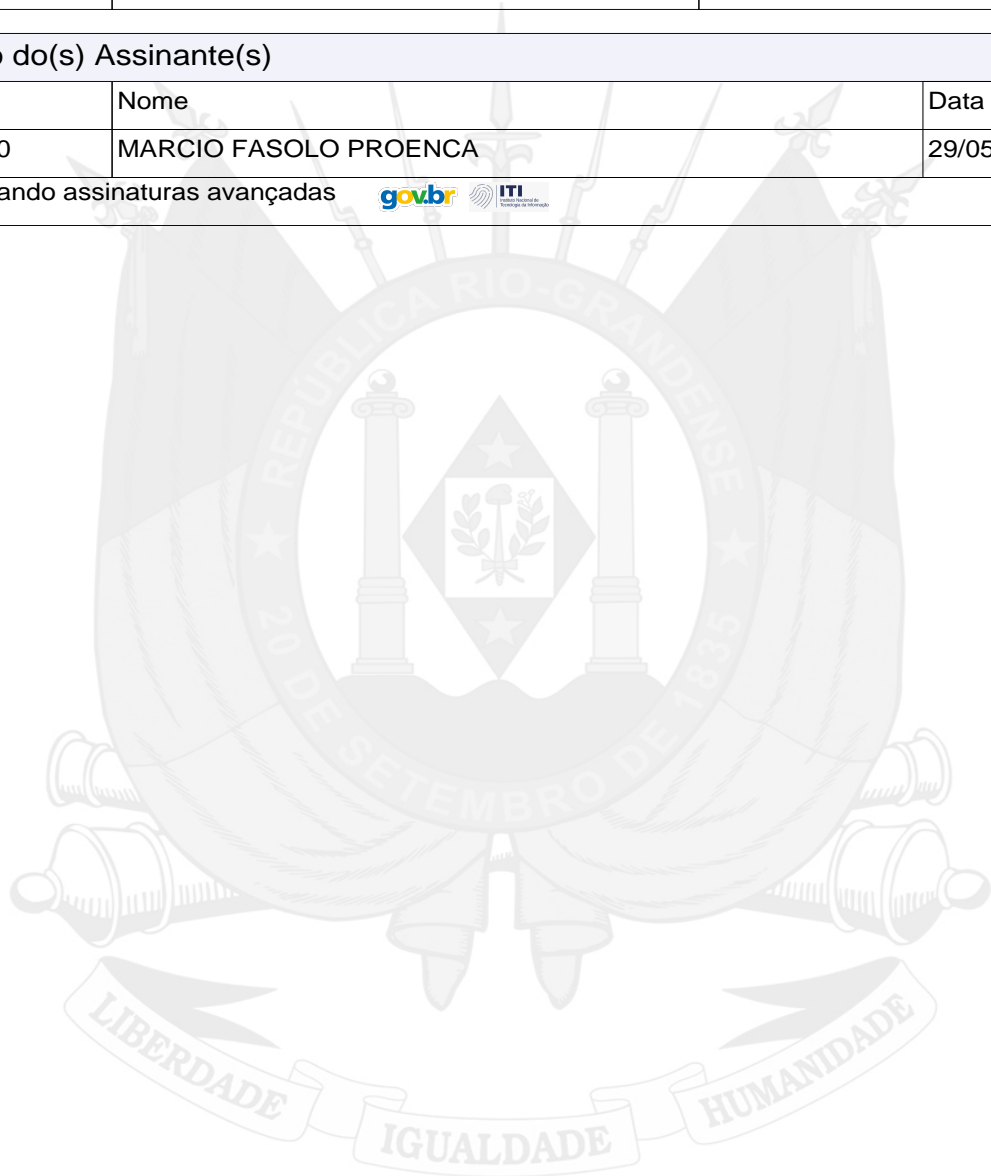 o do(s) Assinante(s)
Nome Data
0 MARCIO FASOLO PROENCA 29/05
ando assinaturas avançadas gov.br ITI
REPÚBLICA RIO-GRANDENSE
20 DE SETEMBRO DE 1835
LIBERDADE IGUALDADE HUMANIDADE